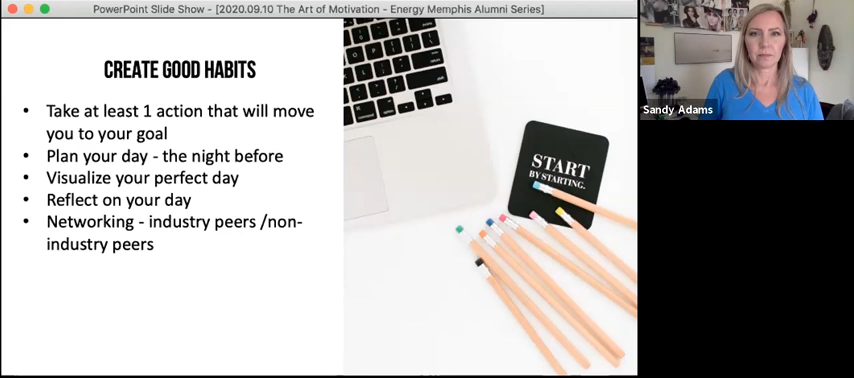 PowerPoint Slide Show - [2020.09.10 The Art of Motivation - Energy Memphis Alumni Series]
CREATE GOOD HABITS
• Take at least 1 action that will move
you to your goal
• Plan your day - the night before
• Visualize your perfect day
• Reflect on your day
• Networking - industry peers /non-
industry peers
START
BY STARTING.
Sandy Adams